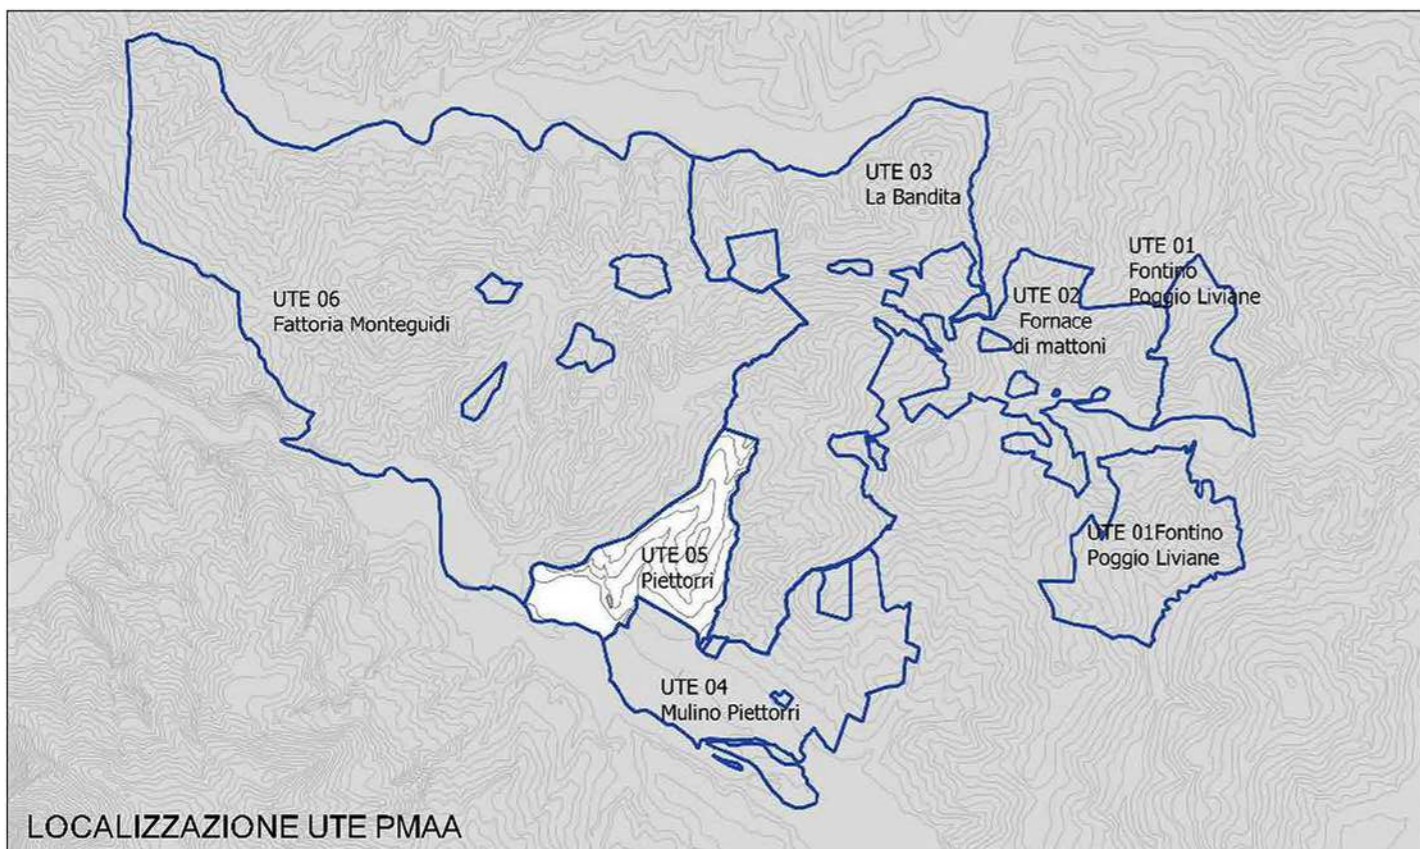 UTE 03
La Bandita
UTE 01
Fontino
Poggio Liviane
UTE 06
Fattoria Monteguidi
UTE 02
Fornace
di mattoni
UTE 01Fontino
Poggio Liviane
UTE 05
Piettorri
UTE 04
Mulino Piettorri
LOCALIZZAZIONE UTE PMAA